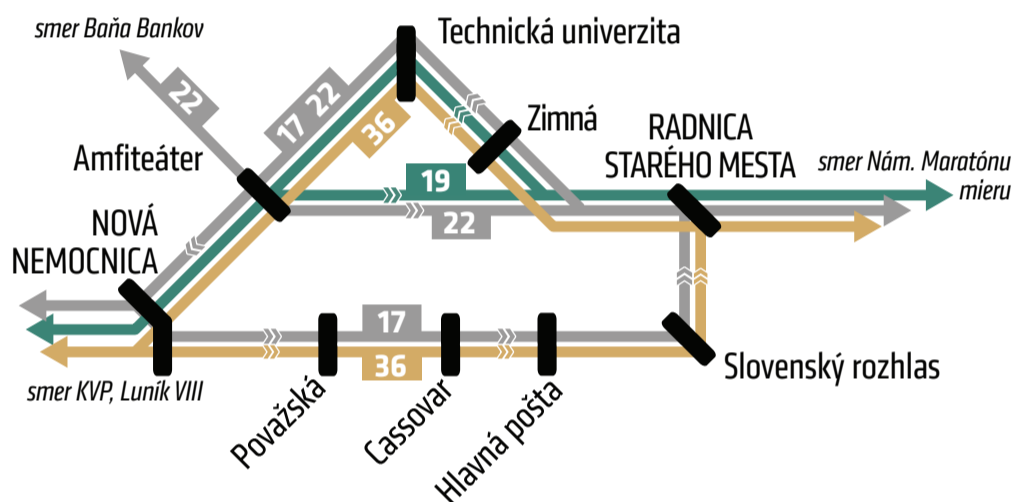 smer Baňa Bankov
Technická univerzita
22
17 22
36
Zimná
RADNICA
STARÉHO MESTA
Amfiteáter
19
smer Nám. Maratónu
mieru
22
NOVÁ
NEMOCNICA
17
36
smer KVP, Luník VIII
Považská
Cassovar
Hlavná pošta
Slovenský rozhlas